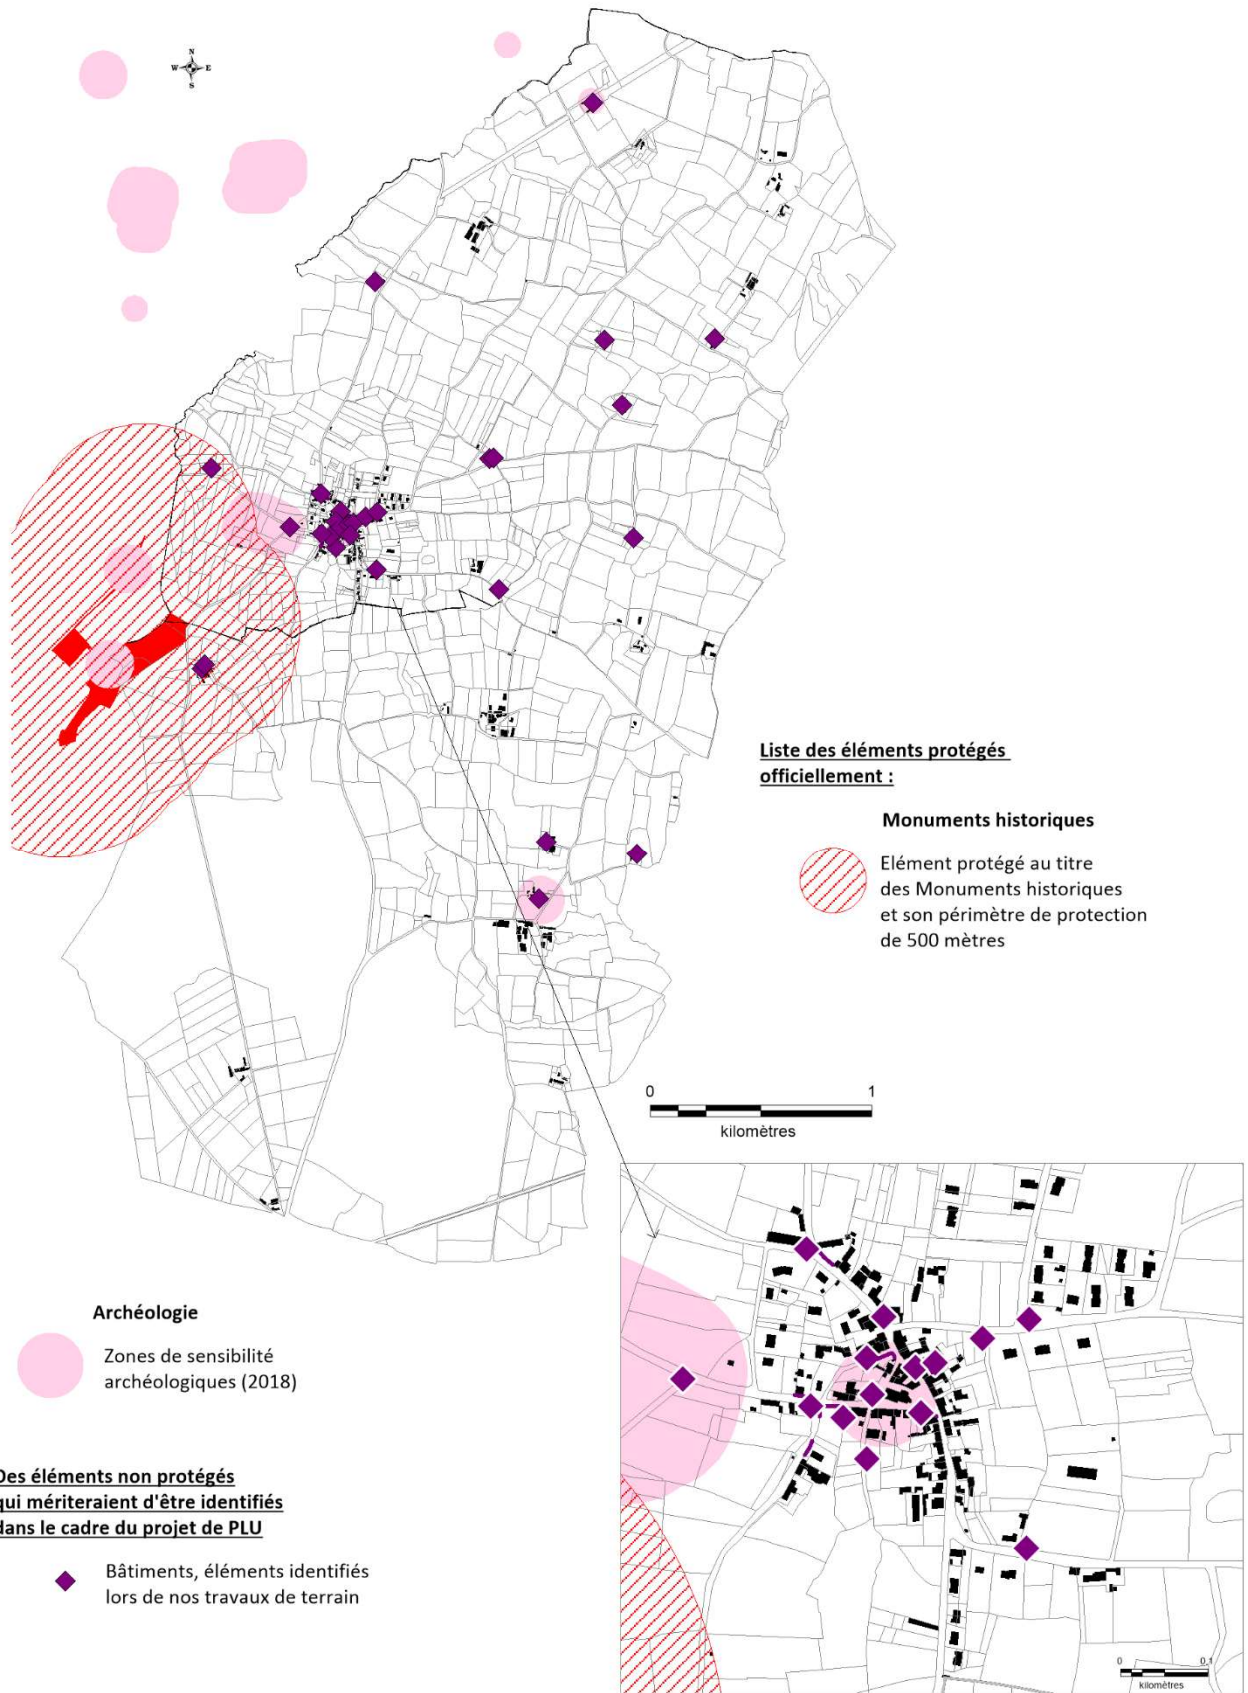 N
W E
S
Liste des éléments protégés
officiellement :
Monuments historiques
Elément protégé au titre
des Monuments historiques
et son périmètre de protection
de 500 mètres
0 1
kilomètres
Archéologie
Zones de sensibilité
archéologiques (2018)
Des éléments non protégés
qui mériteraient d'être identifiés
dans le cadre du projet de PLU
Bâtiments, éléments identifiés
lors de nos travaux de terrain
0 0,1
kilomètres